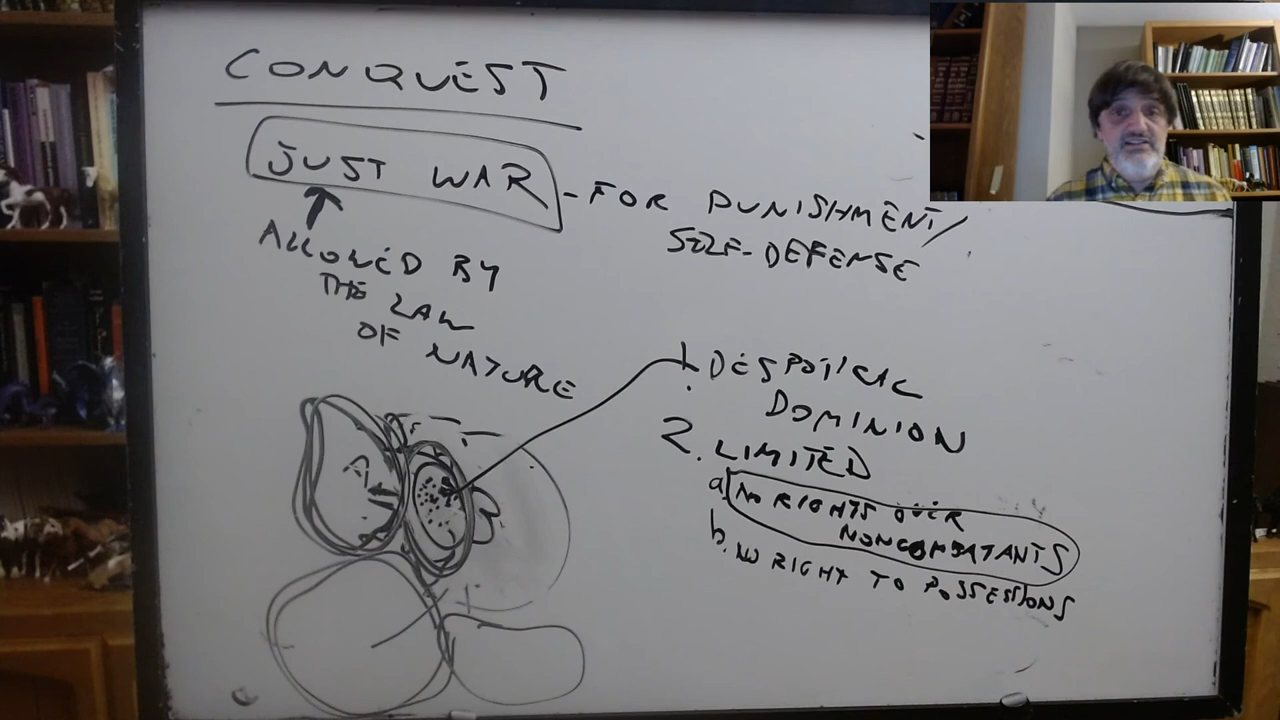 CONQUEST
JUST WAR - FOR PUNISHMENT/
SELF-DEFENSE
ALLOWED BY
THE LAW
OF NATURE
1. DESPOTICAL
DOMINION
2. LIMITED
a. NO RIGHTS OVER
NONCOMBATANTS
b. NO RIGHT TO POSSESSIONS